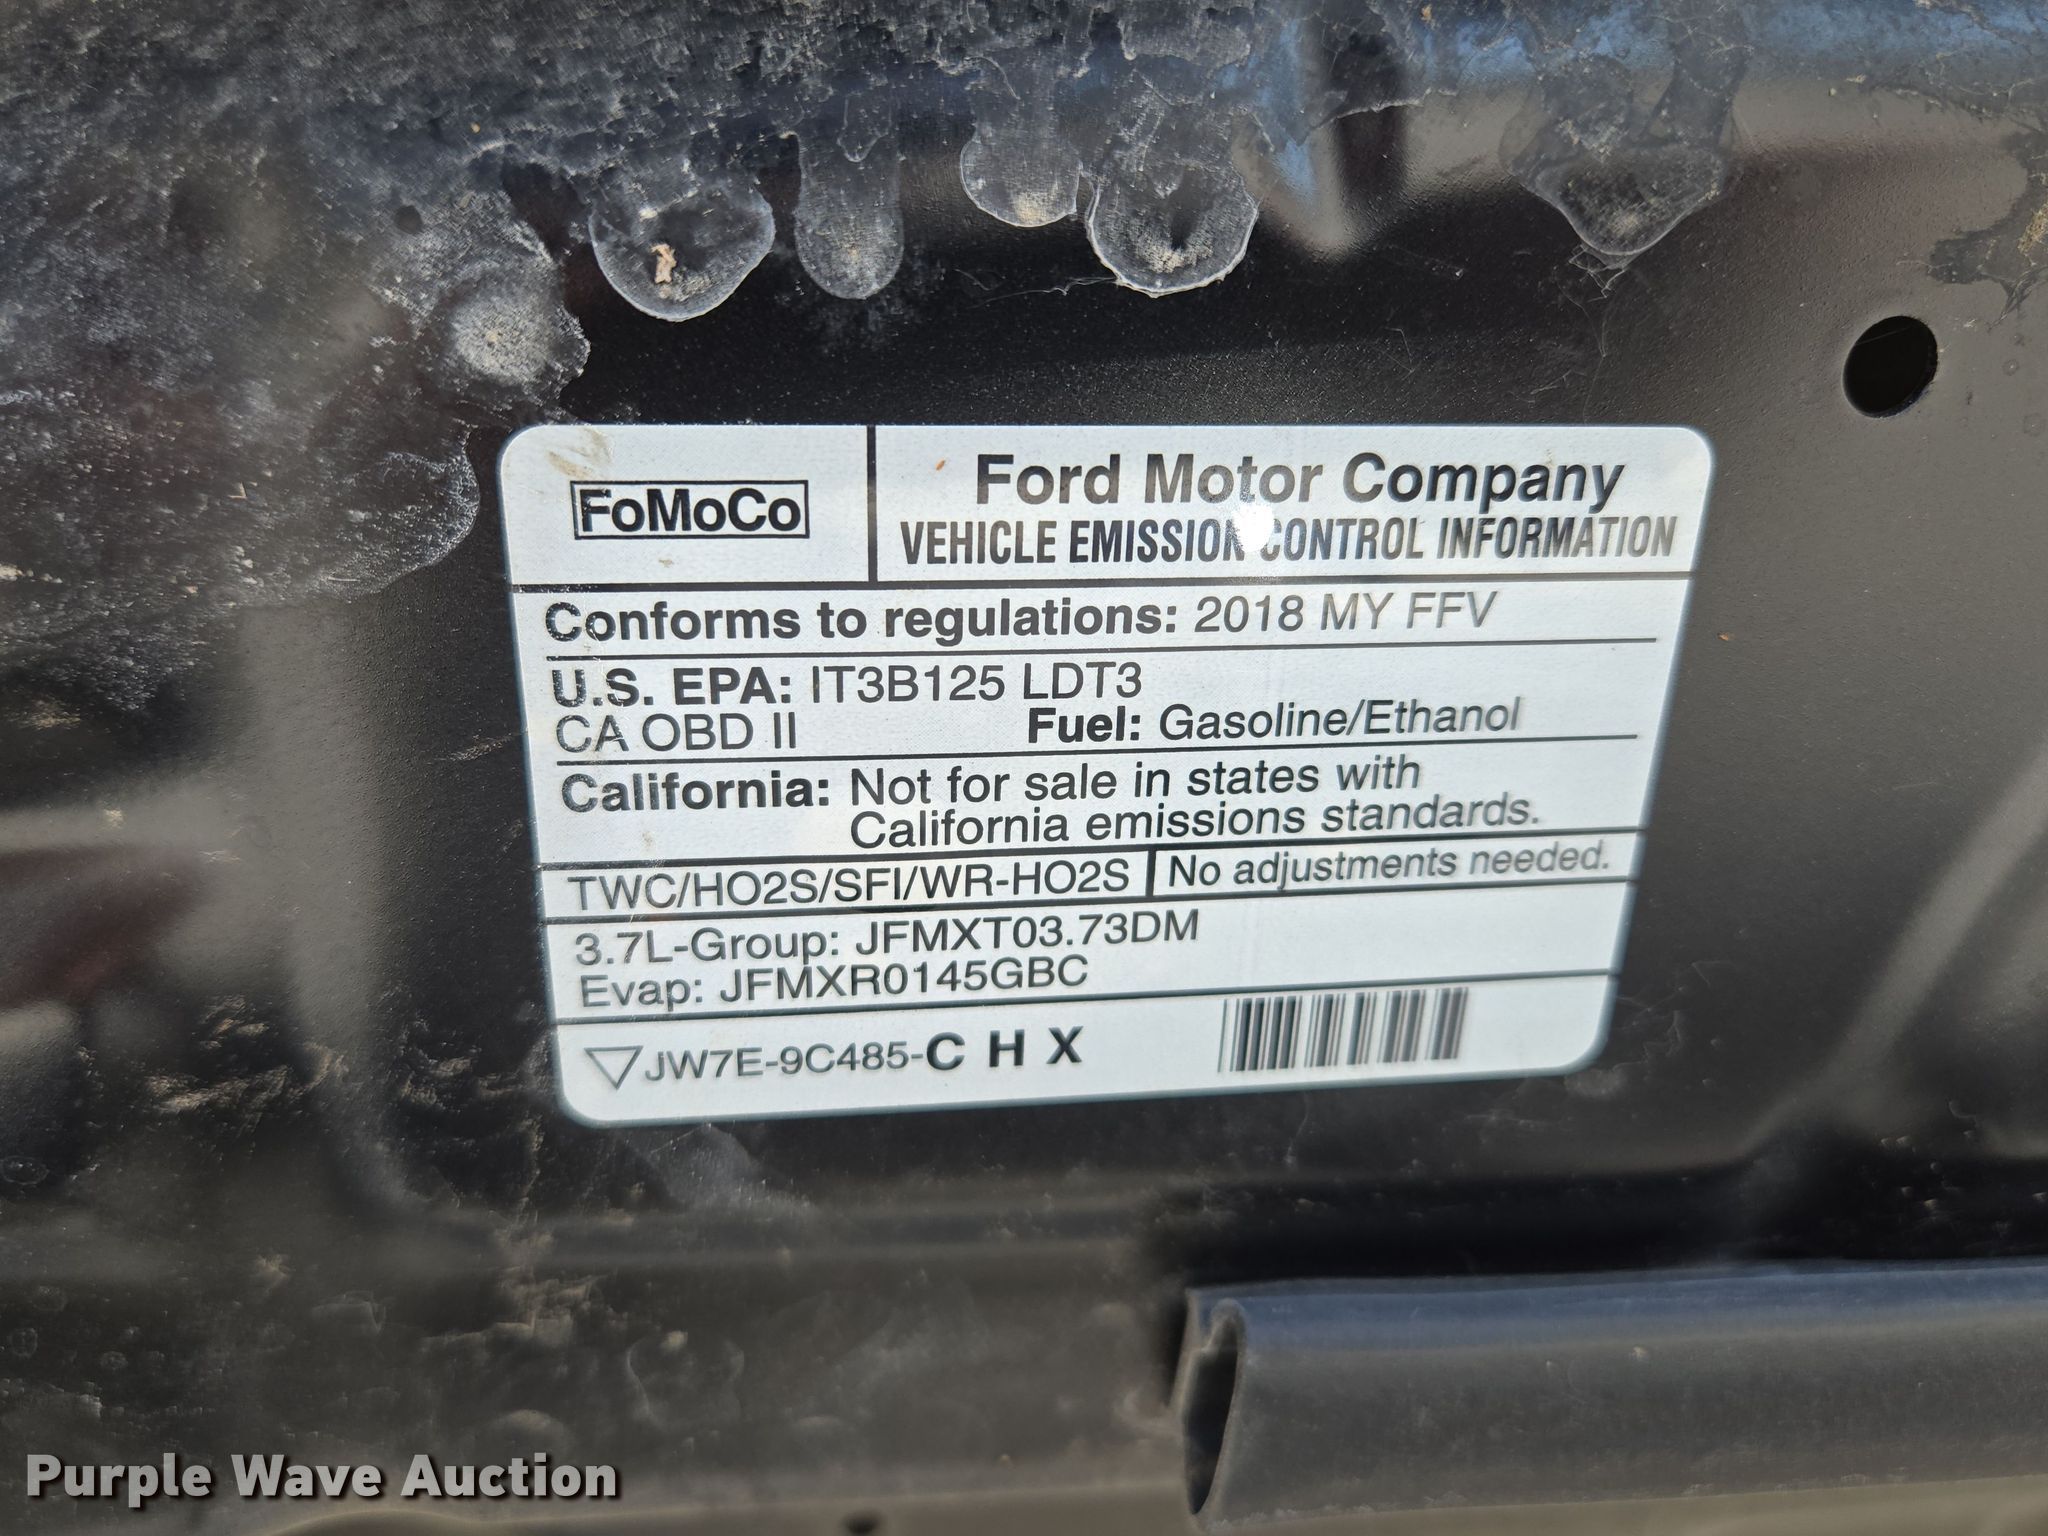 FoMoCo
Ford Motor Company
VEHICLE EMISSION CONTROL INFORMATION
Conforms to regulations: 2018 MY FFV
U.S. EPA: IT3B125 LDT3
CA OBD II Fuel: Gasoline/Ethanol
California: Not for sale in states with
California emissions standards.
TWC/HO2S/SFI/WR-HO2S No adjustments needed.
3.7L-Group: JFMXT03.73DM
Evap: JFMXR0145GBC
JW7E-9C485-C H X
Purple Wave Auction